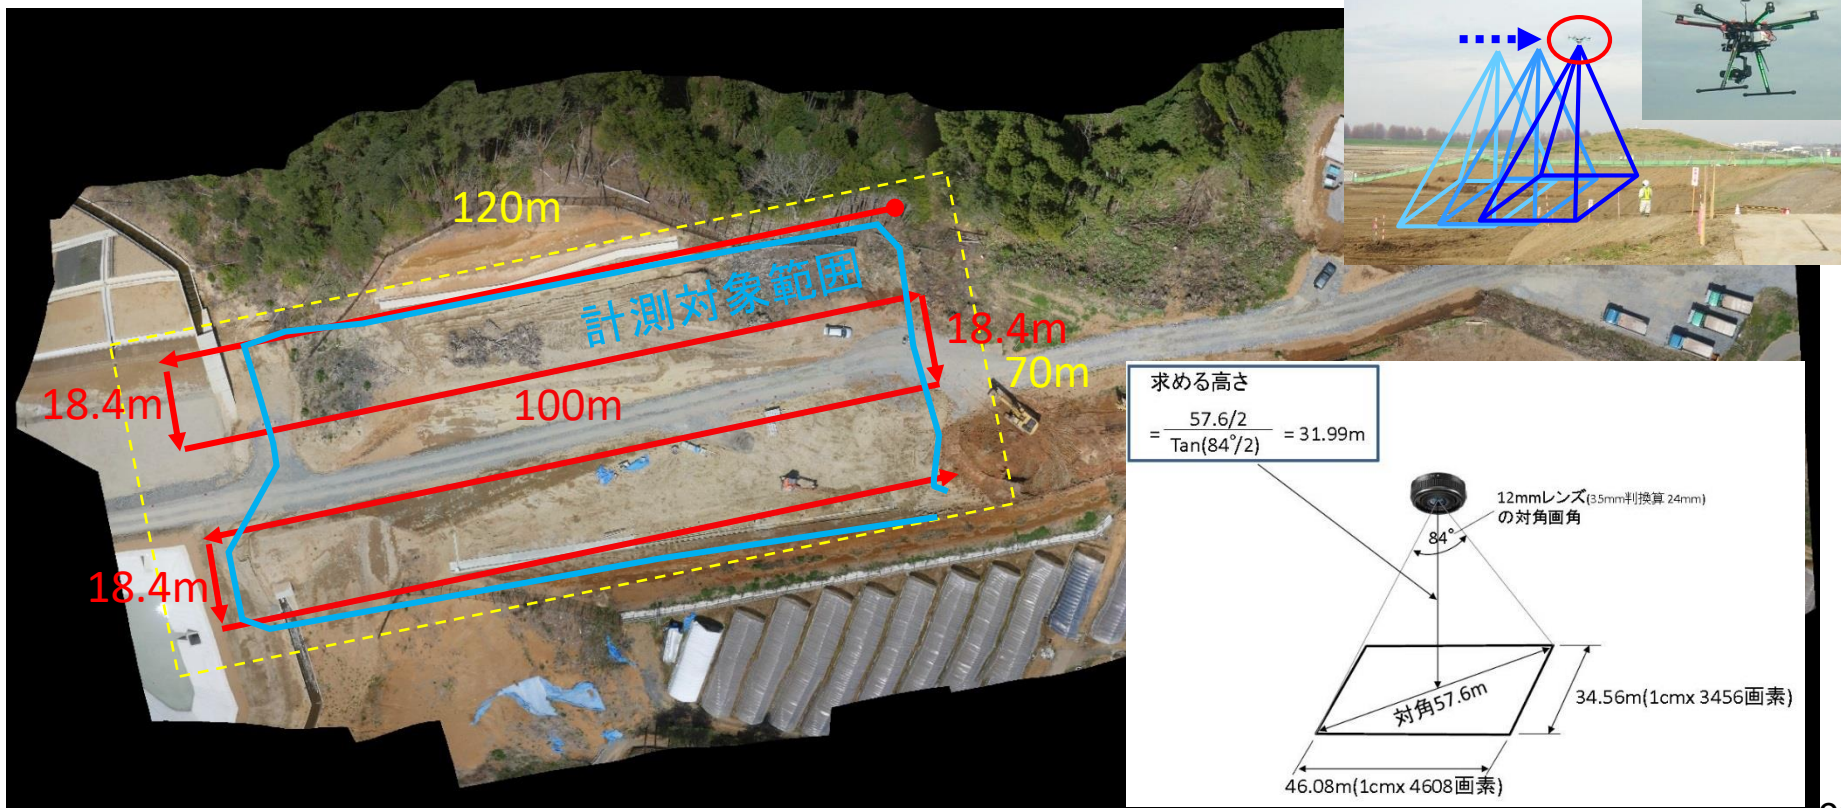 120m
計測対象範囲
18.4m
70m
18.4m
100m
18.4m
求める高さ
= 57.6/2
Tan(84°/2)
= 31.99m
12mmレンズ(35mm判換算 24mm)
の対角画角
84°
対角57.6m
34.56m(1cmx 3456画素)
46.08m(1cmx 4608画素)